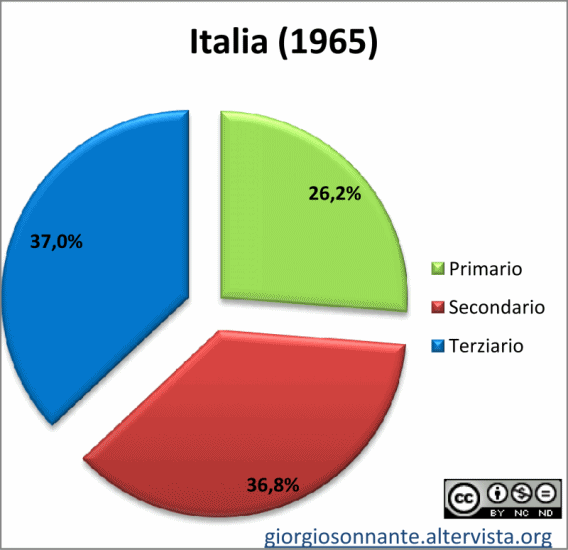 Italia (1965)
26,2%
37,0%
36,8%
Primario
Secondario
Terziario
cc
BY NC ND
giorgiosonnante.altervista.org